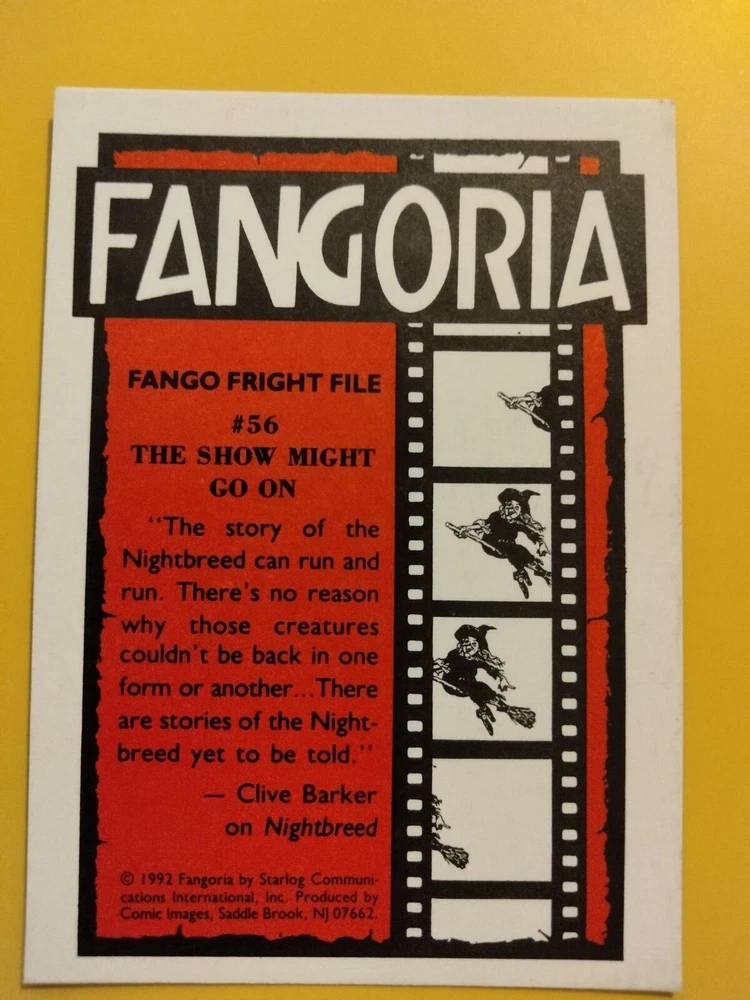 FANGORIA
FANGO FRIGHT FILE
#56
THE SHOW MIGHT
GO ON
"The story of the
Nightbreed can run and
run. There's no reason
why those creatures
couldn't be back in one
form or another...There
are stories of the Night-
breed yet to be told."
— Clive Barker
on Nightbreed
© 1992 Fangoria by Starlog Communi-
cations International, Inc. Produced by
Comic Images, Saddle Brook, NJ 07662.